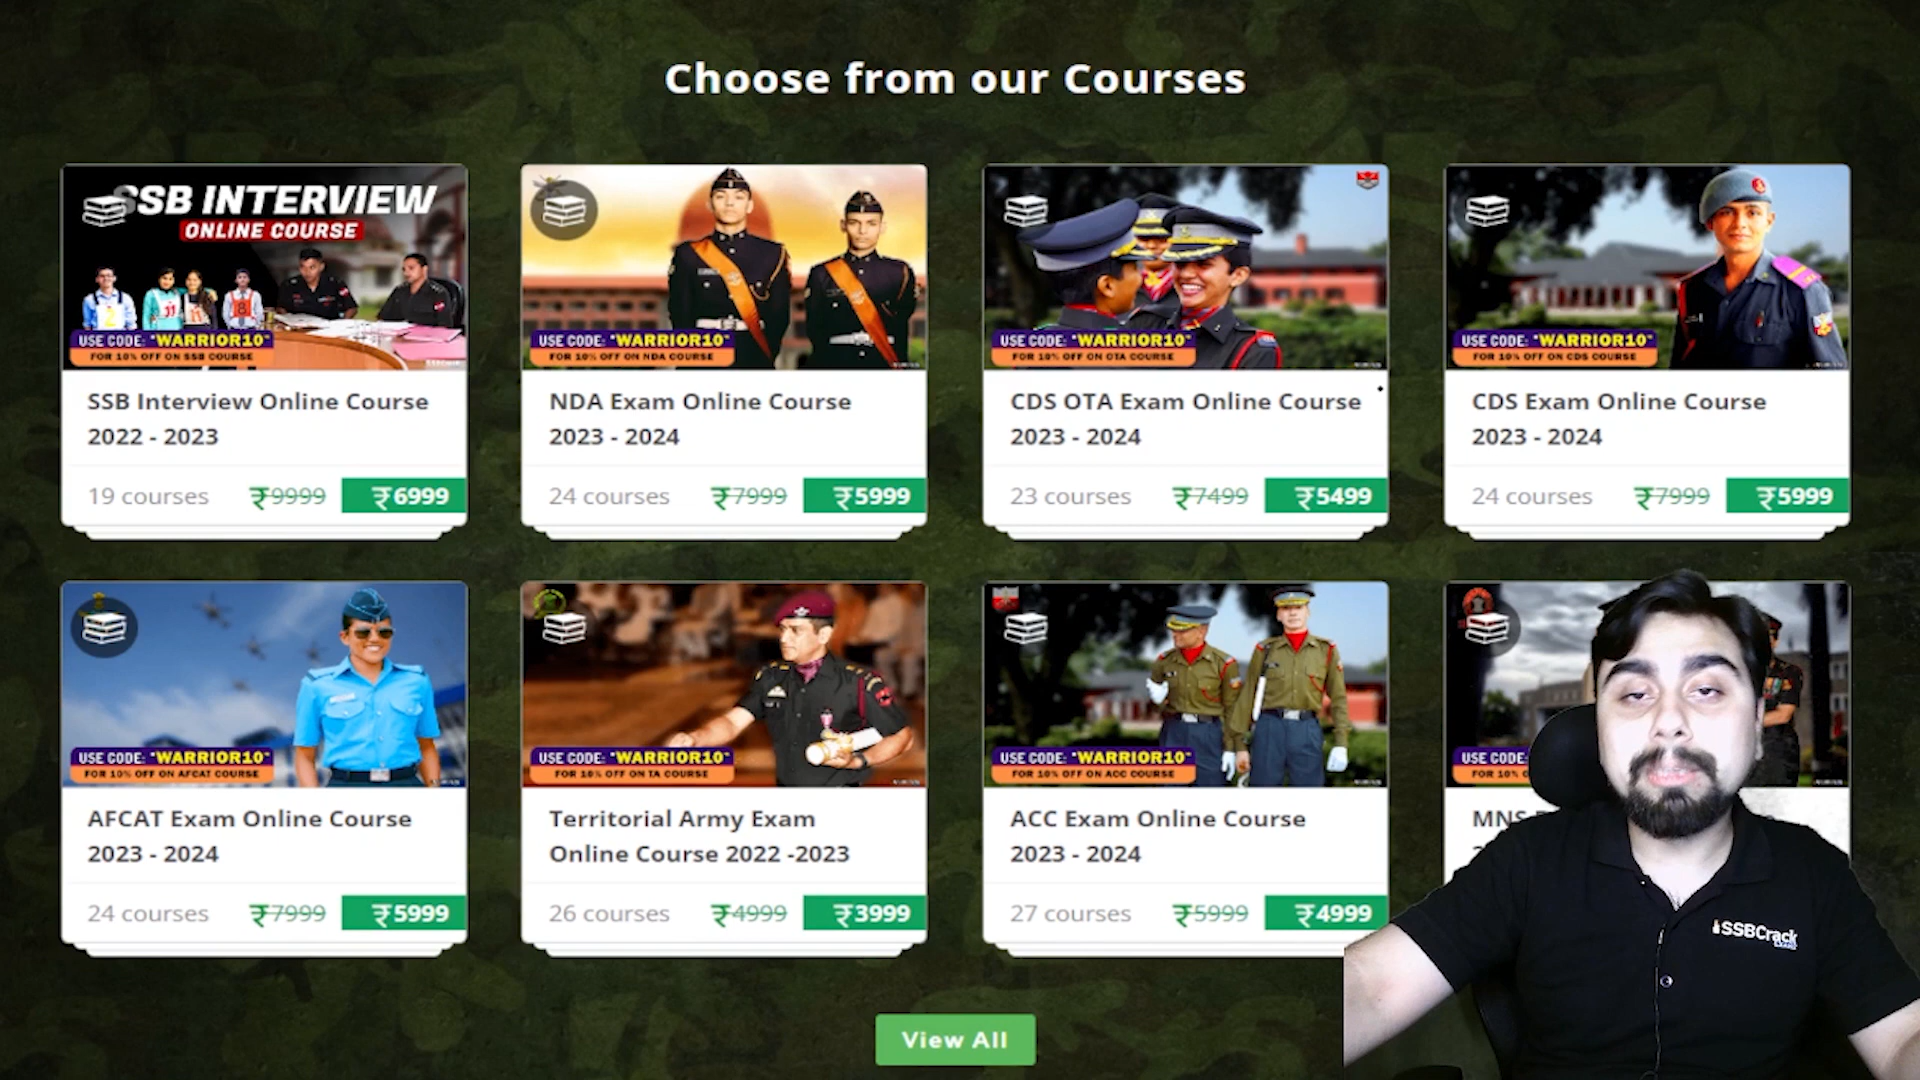 Choose from our Courses
SSB INTERVIEW
ONLINE COURSE
USE CODE: "WARRIOR10"
FOR 10% OFF ON SSB COURSE
SSB Interview Online Course
2022 - 2023
19 courses ₹9999 ₹6999
USE CODE: "WARRIOR10"
FOR 10% OFF ON NDA COURSE
NDA Exam Online Course
2023 - 2024
24 courses ₹7999 ₹5999
USE CODE: "WARRIOR10"
FOR 10% OFF ON OTA COURSE
CDS OTA Exam Online Course
2023 - 2024
23 courses ₹7499 ₹5499
USE CODE: "WARRIOR10"
FOR 10% OFF ON CDS COURSE
CDS Exam Online Course
2023 - 2024
24 courses ₹7999 ₹5999
USE CODE: "WARRIOR10"
FOR 10% OFF ON AFCAT COURSE
AFCAT Exam Online Course
2023 - 2024
24 courses ₹7999 ₹5999
USE CODE: "WARRIOR10"
FOR 10% OFF ON TA COURSE
Territorial Army Exam
Online Course 2022 -2023
26 courses ₹4999 ₹3999
USE CODE: "WARRIOR10"
FOR 10% OFF ON ACC COURSE
ACC Exam Online Course
2023 - 2024
27 courses ₹5999 ₹4999
USE CODE:
FOR 10%
MNS
SSBCrack
View All